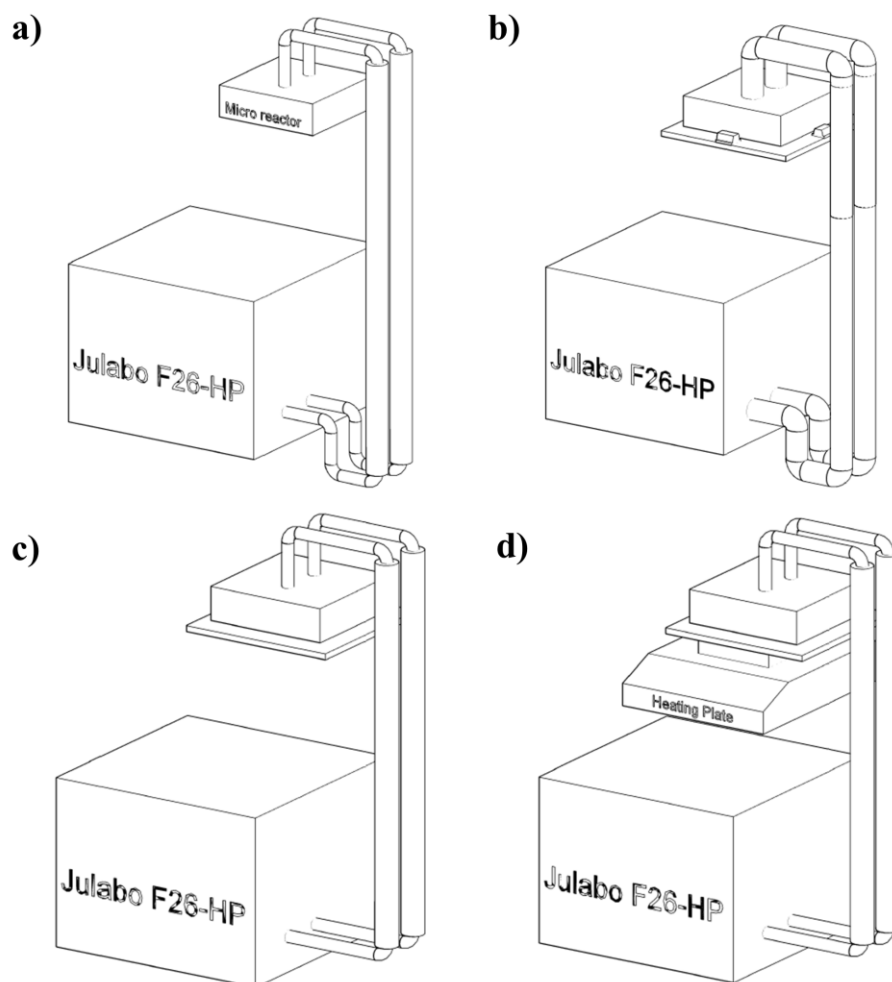 a)
Micro reactor
Julabo F26-HP
b)
Julabo F26-HP
c)
Julabo F26-HP
d)
Heating Plate
Julabo F26-HP